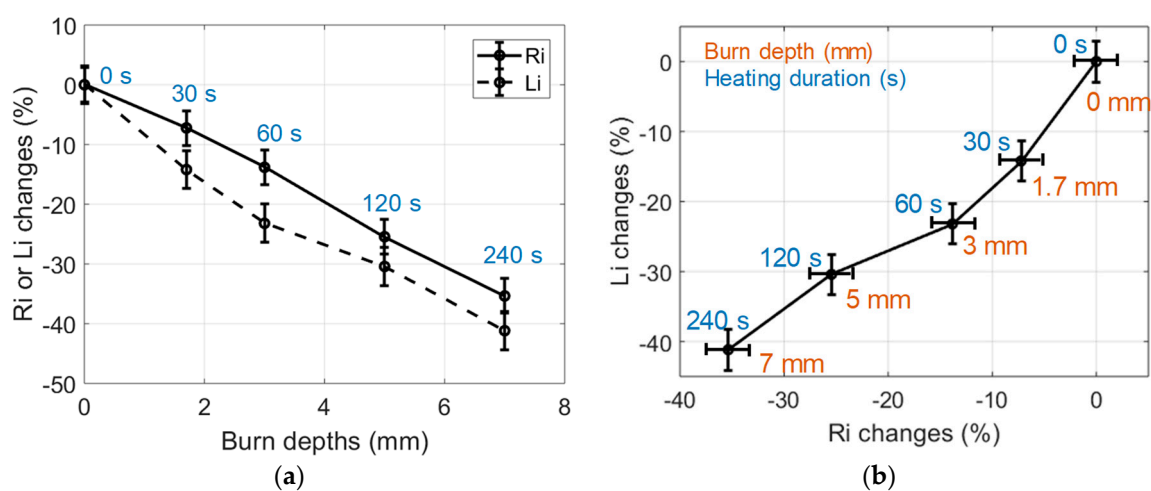 10
0
-10
-20
-30
-40
-50
Ri or Li changes (%)
0 s
30 s
60 s
120 s
240 s
Ri
Li
0 2 4 6 8
Burn depths (mm)
(a)
(b)
Burn depth (mm)
Heating duration (s)
0
-10
-20
-30
-40
Li changes (%)
0 s
0 mm
30 s
1.7 mm
60 s
3 mm
120 s
5 mm
240 s
7 mm
-40 -30 -20 -10 0
Ri changes (%)
(b)